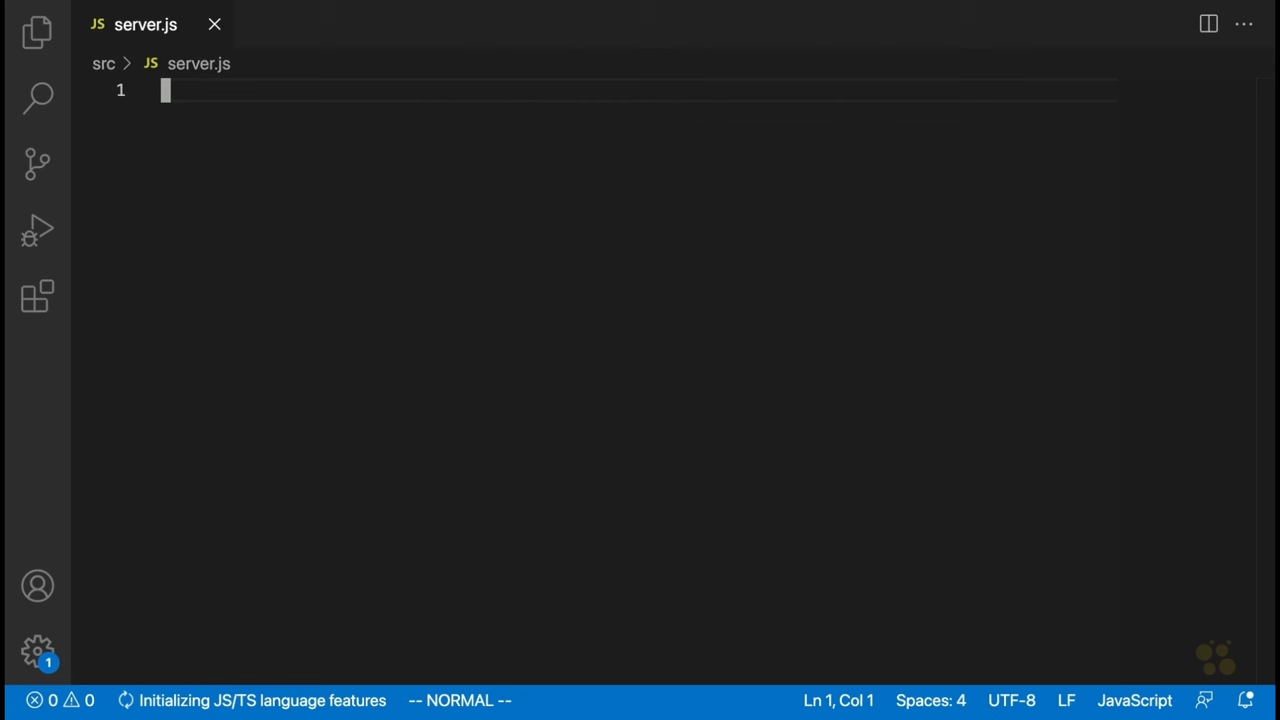 JS server.js
src > JS server.js
1
1
0 0 Initializing JS/TS language features -- NORMAL -- Ln 1, Col 1 Spaces: 4 UTF-8 LF JavaScript